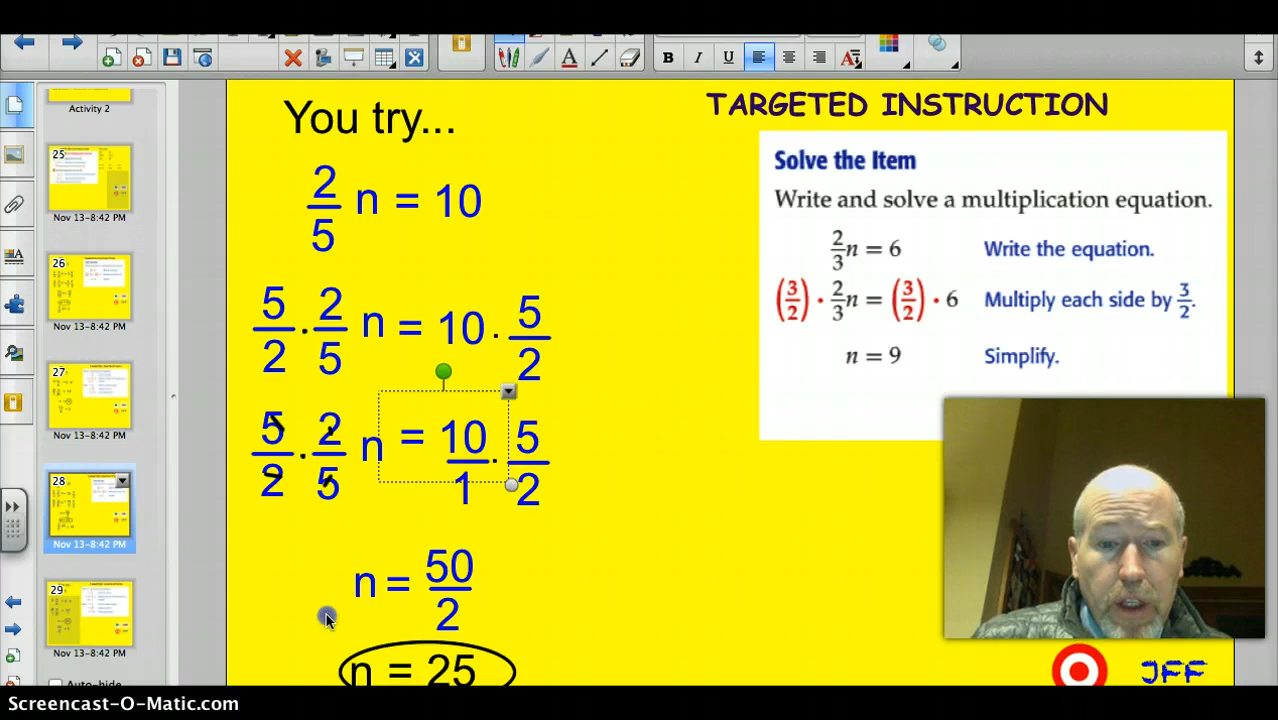 B I U
Activity 2
25
Nov 13-8:42 PM
26
Nov 13-8:42 PM
27
Nov 13-8:42 PM
28
Nov 13-8:42 PM
29
Nov 13-8:42 PM
You try...
2/5 n = 10
5/2 · 2/5 n = 10 · 5/2
5/2 · 2/5 n = 10/1 · 5/2
n = 50/2
n = 25
TARGETED INSTRUCTION
Solve the Item
Write and solve a multiplication equation.
2/3 n = 6 Write the equation.
(3/2) · 2/3 n = (3/2) · 6 Multiply each side by 3/2.
n = 9 Simplify.
JFF
Screencast-O-Matic.com